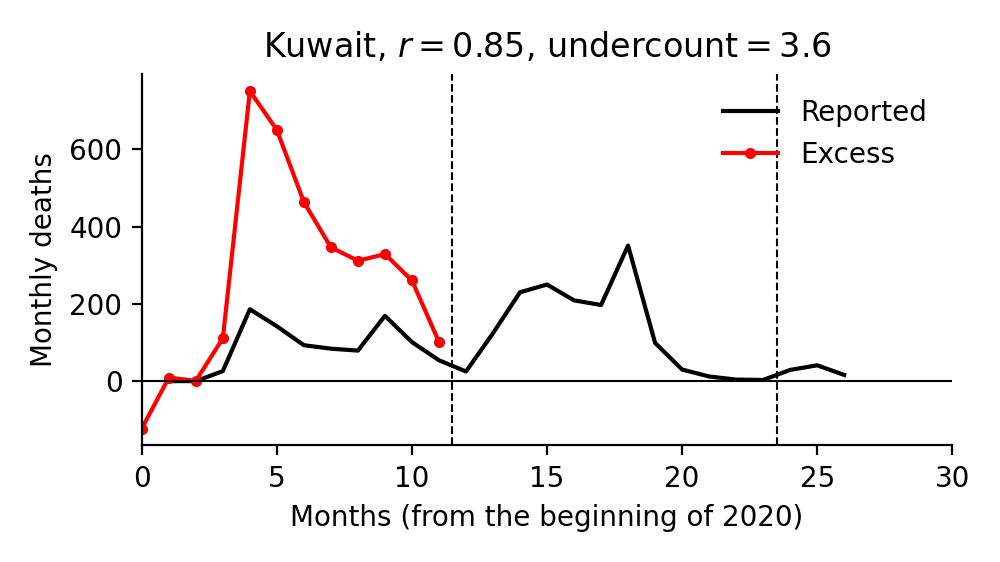 Kuwait, r = 0.85, undercount = 3.6
Reported
Excess
Monthly deaths
600
400
200
0
0 5 10 15 20 25 30
Months (from the beginning of 2020)